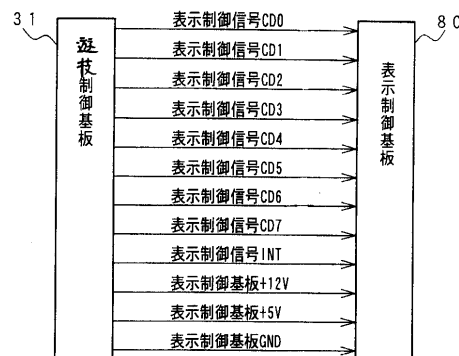 31
80
遊技制御基板
表示制御信号CD0
表示制御信号CD1
表示制御信号CD2
表示制御信号CD3
表示制御信号CD4
表示制御信号CD5
表示制御信号CD6
表示制御信号CD7
表示制御信号INT
表示制御基板+12V
表示制御基板+5V
表示制御基板GND
表示制御基板